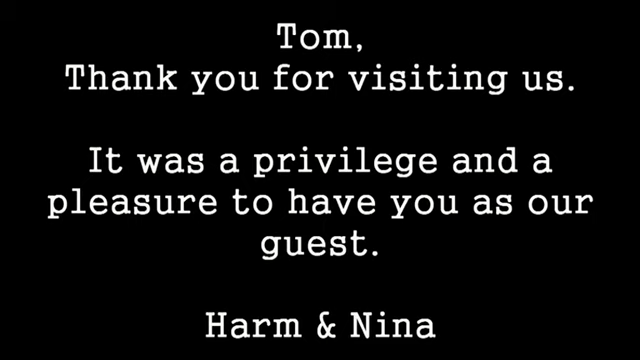 Tom,
Thank you for visiting us.
It was a privilege and a
pleasure to have you as our
guest.
Harm & Nina